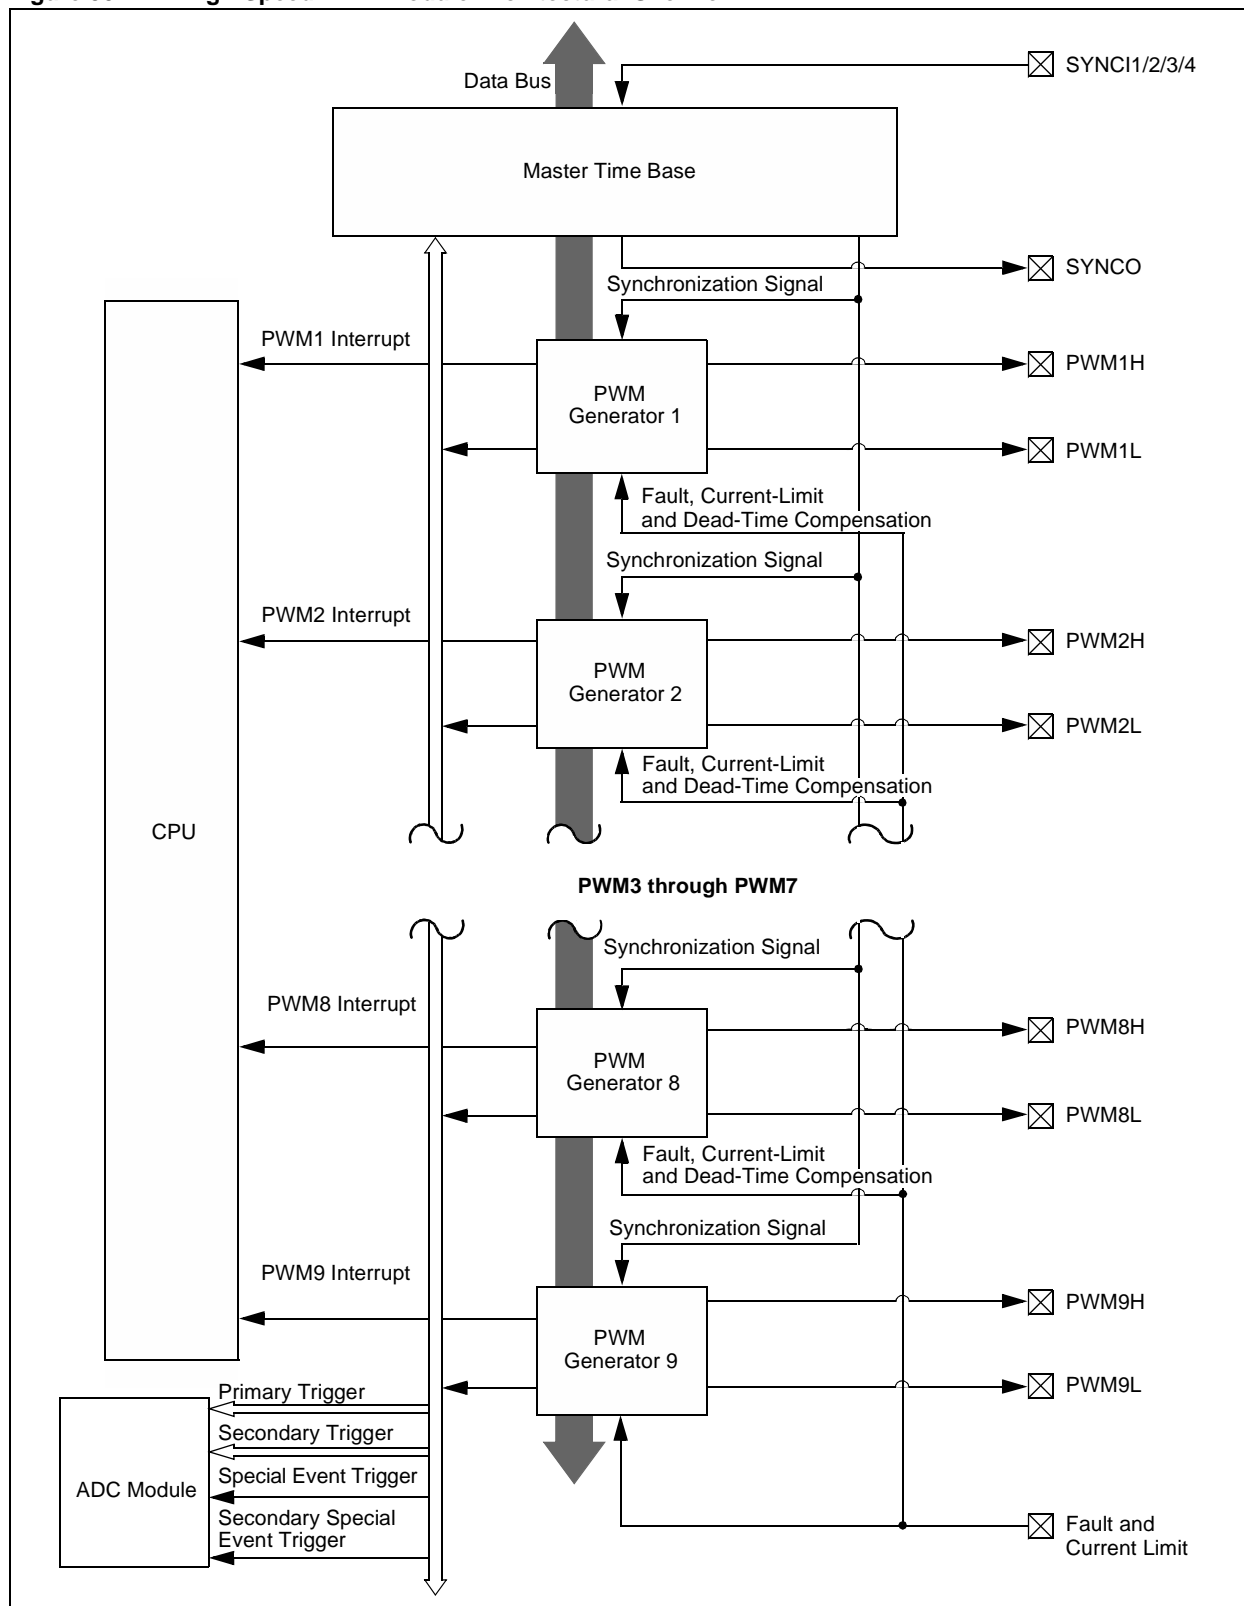 Data Bus
SYNCI1/2/3/4
Master Time Base
SYNCO
Synchronization Signal
PWM1 Interrupt
PWM
Generator 1
PWM1H
PWM1L
Fault, Current-Limit
and Dead-Time Compensation
Synchronization Signal
PWM2 Interrupt
PWM
Generator 2
PWM2H
PWM2L
Fault, Current-Limit
and Dead-Time Compensation
CPU
PWM3 through PWM7
Synchronization Signal
PWM8 Interrupt
PWM
Generator 8
PWM8H
PWM8L
Fault, Current-Limit
and Dead-Time Compensation
Synchronization Signal
PWM9 Interrupt
PWM
Generator 9
PWM9H
PWM9L
Primary Trigger
Secondary Trigger
Special Event Trigger
Secondary Special
Event Trigger
ADC Module
Fault and
Current Limit